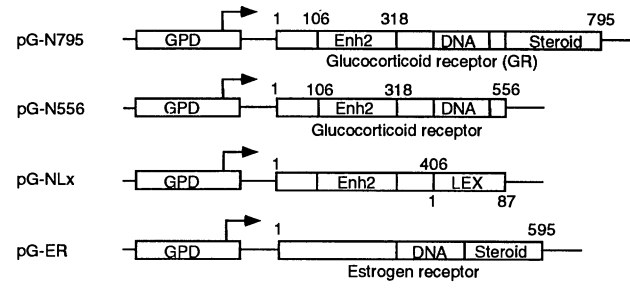 1 106 318 795
pG-N795 GPD Enh2 DNA Steroid
Glucocorticoid receptor (GR)
1 106 318 556
pG-N556 GPD Enh2 DNA
Glucocorticoid receptor
1 406
pG-NLx GPD Enh2 LEX
1 87
1 595
pG-ER GPD DNA Steroid
Estrogen receptor